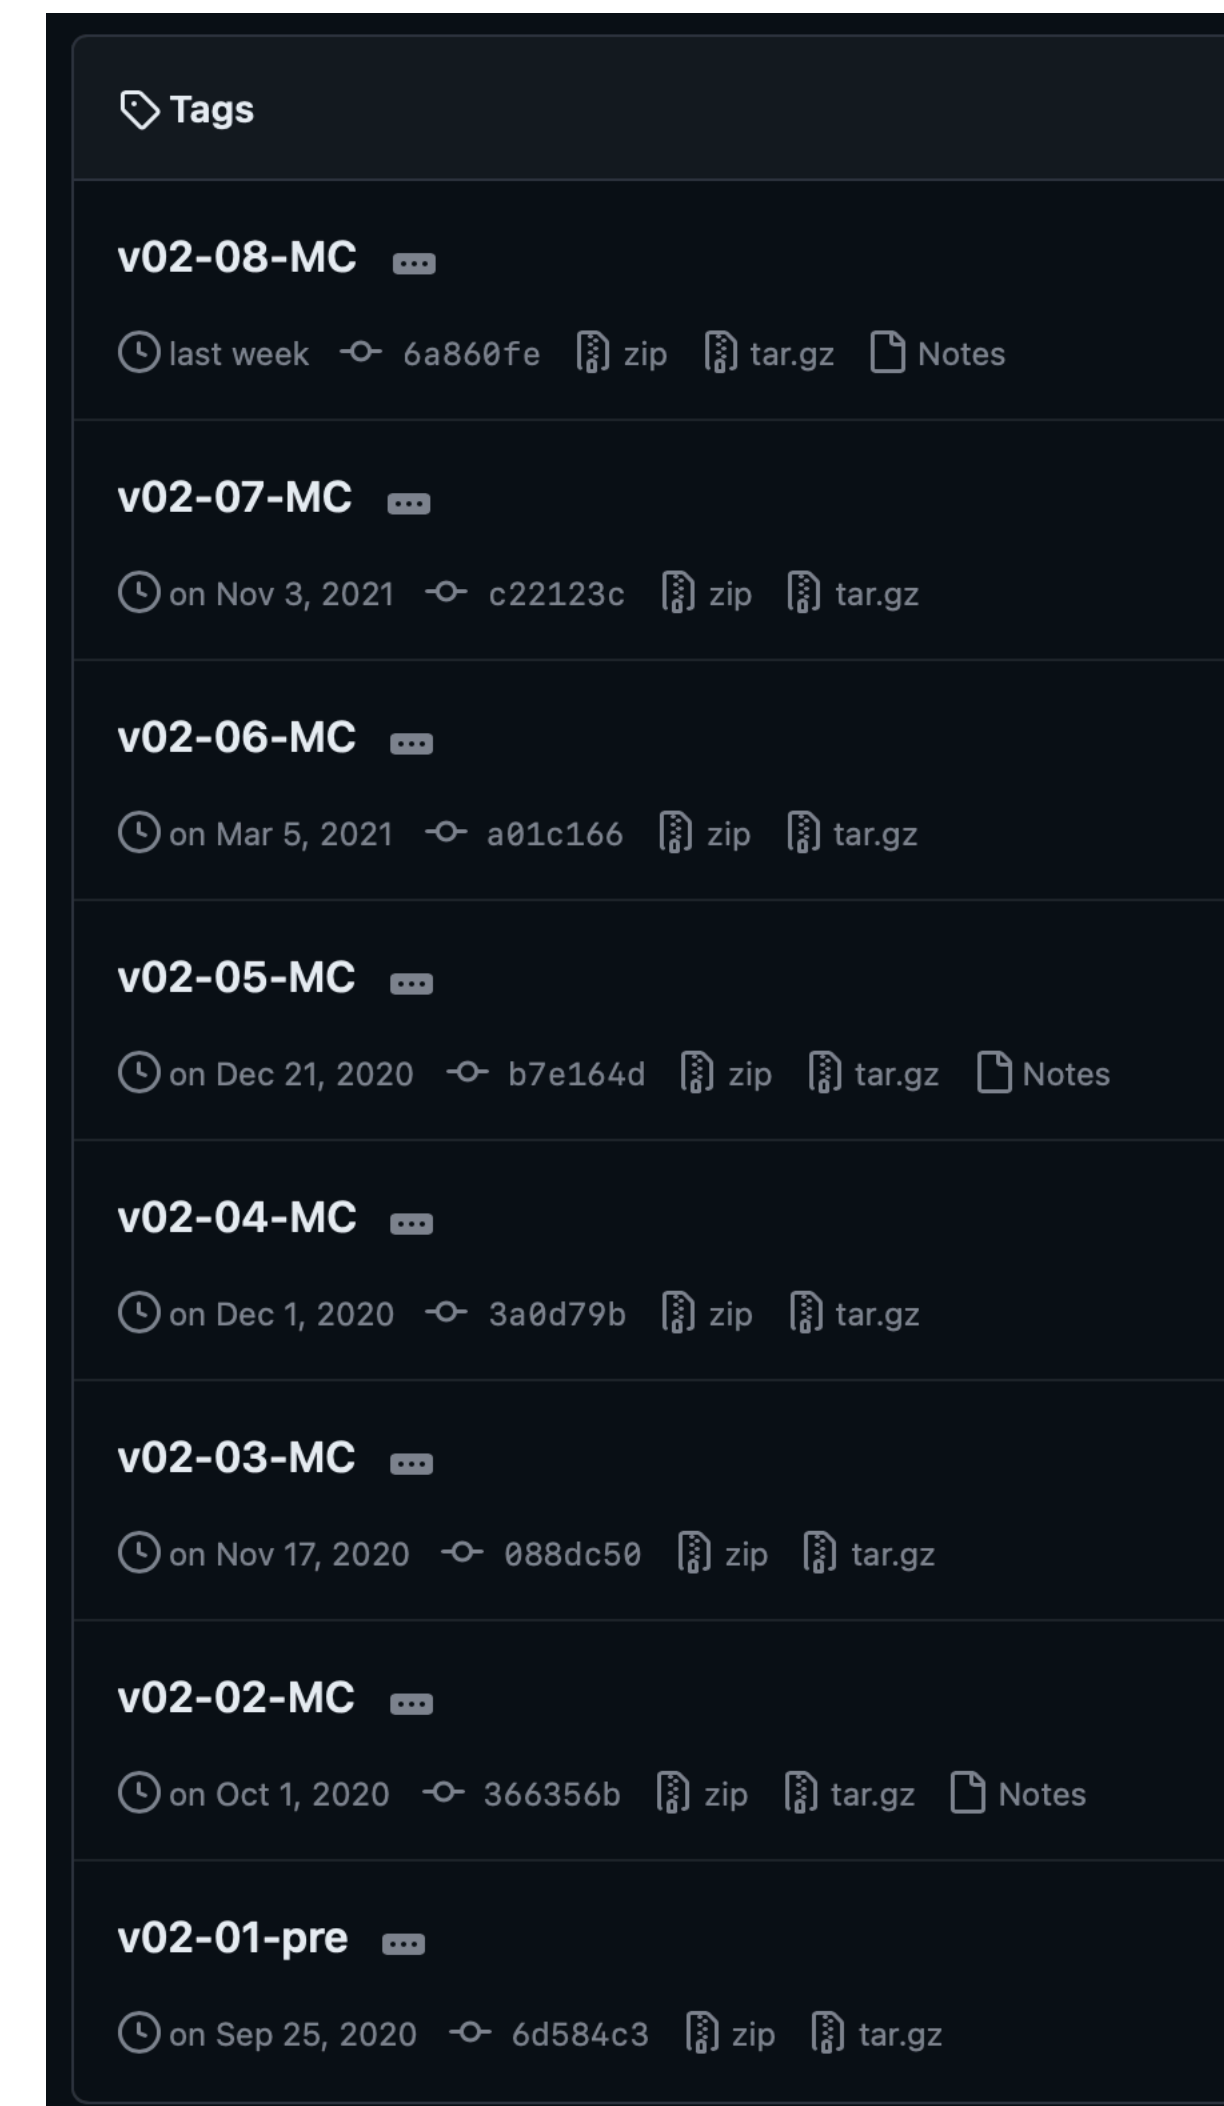 Tags
v02-08-MC
last week 6a860fe zip tar.gz Notes
v02-07-MC
on Nov 3, 2021 c22123c zip tar.gz
v02-06-MC
on Mar 5, 2021 a01c166 zip tar.gz
v02-05-MC
on Dec 21, 2020 b7e164d zip tar.gz Notes
v02-04-MC
on Dec 1, 2020 3a0d79b zip tar.gz
v02-03-MC
on Nov 17, 2020 088dc50 zip tar.gz
v02-02-MC
on Oct 1, 2020 366356b zip tar.gz Notes
v02-01-pre
on Sep 25, 2020 6d584c3 zip tar.gz